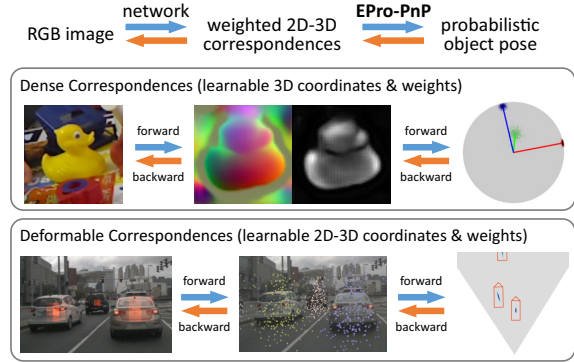 network
EPro-PnP
RGB image
weighted 2D-3D
correspondences
probabilistic
object pose
Dense Correspondences (learnable 3D coordinates & weights)
forward
backward
forward
backward
Deformable Correspondences (learnable 2D-3D coordinates & weights)
forward
backward
forward
backward